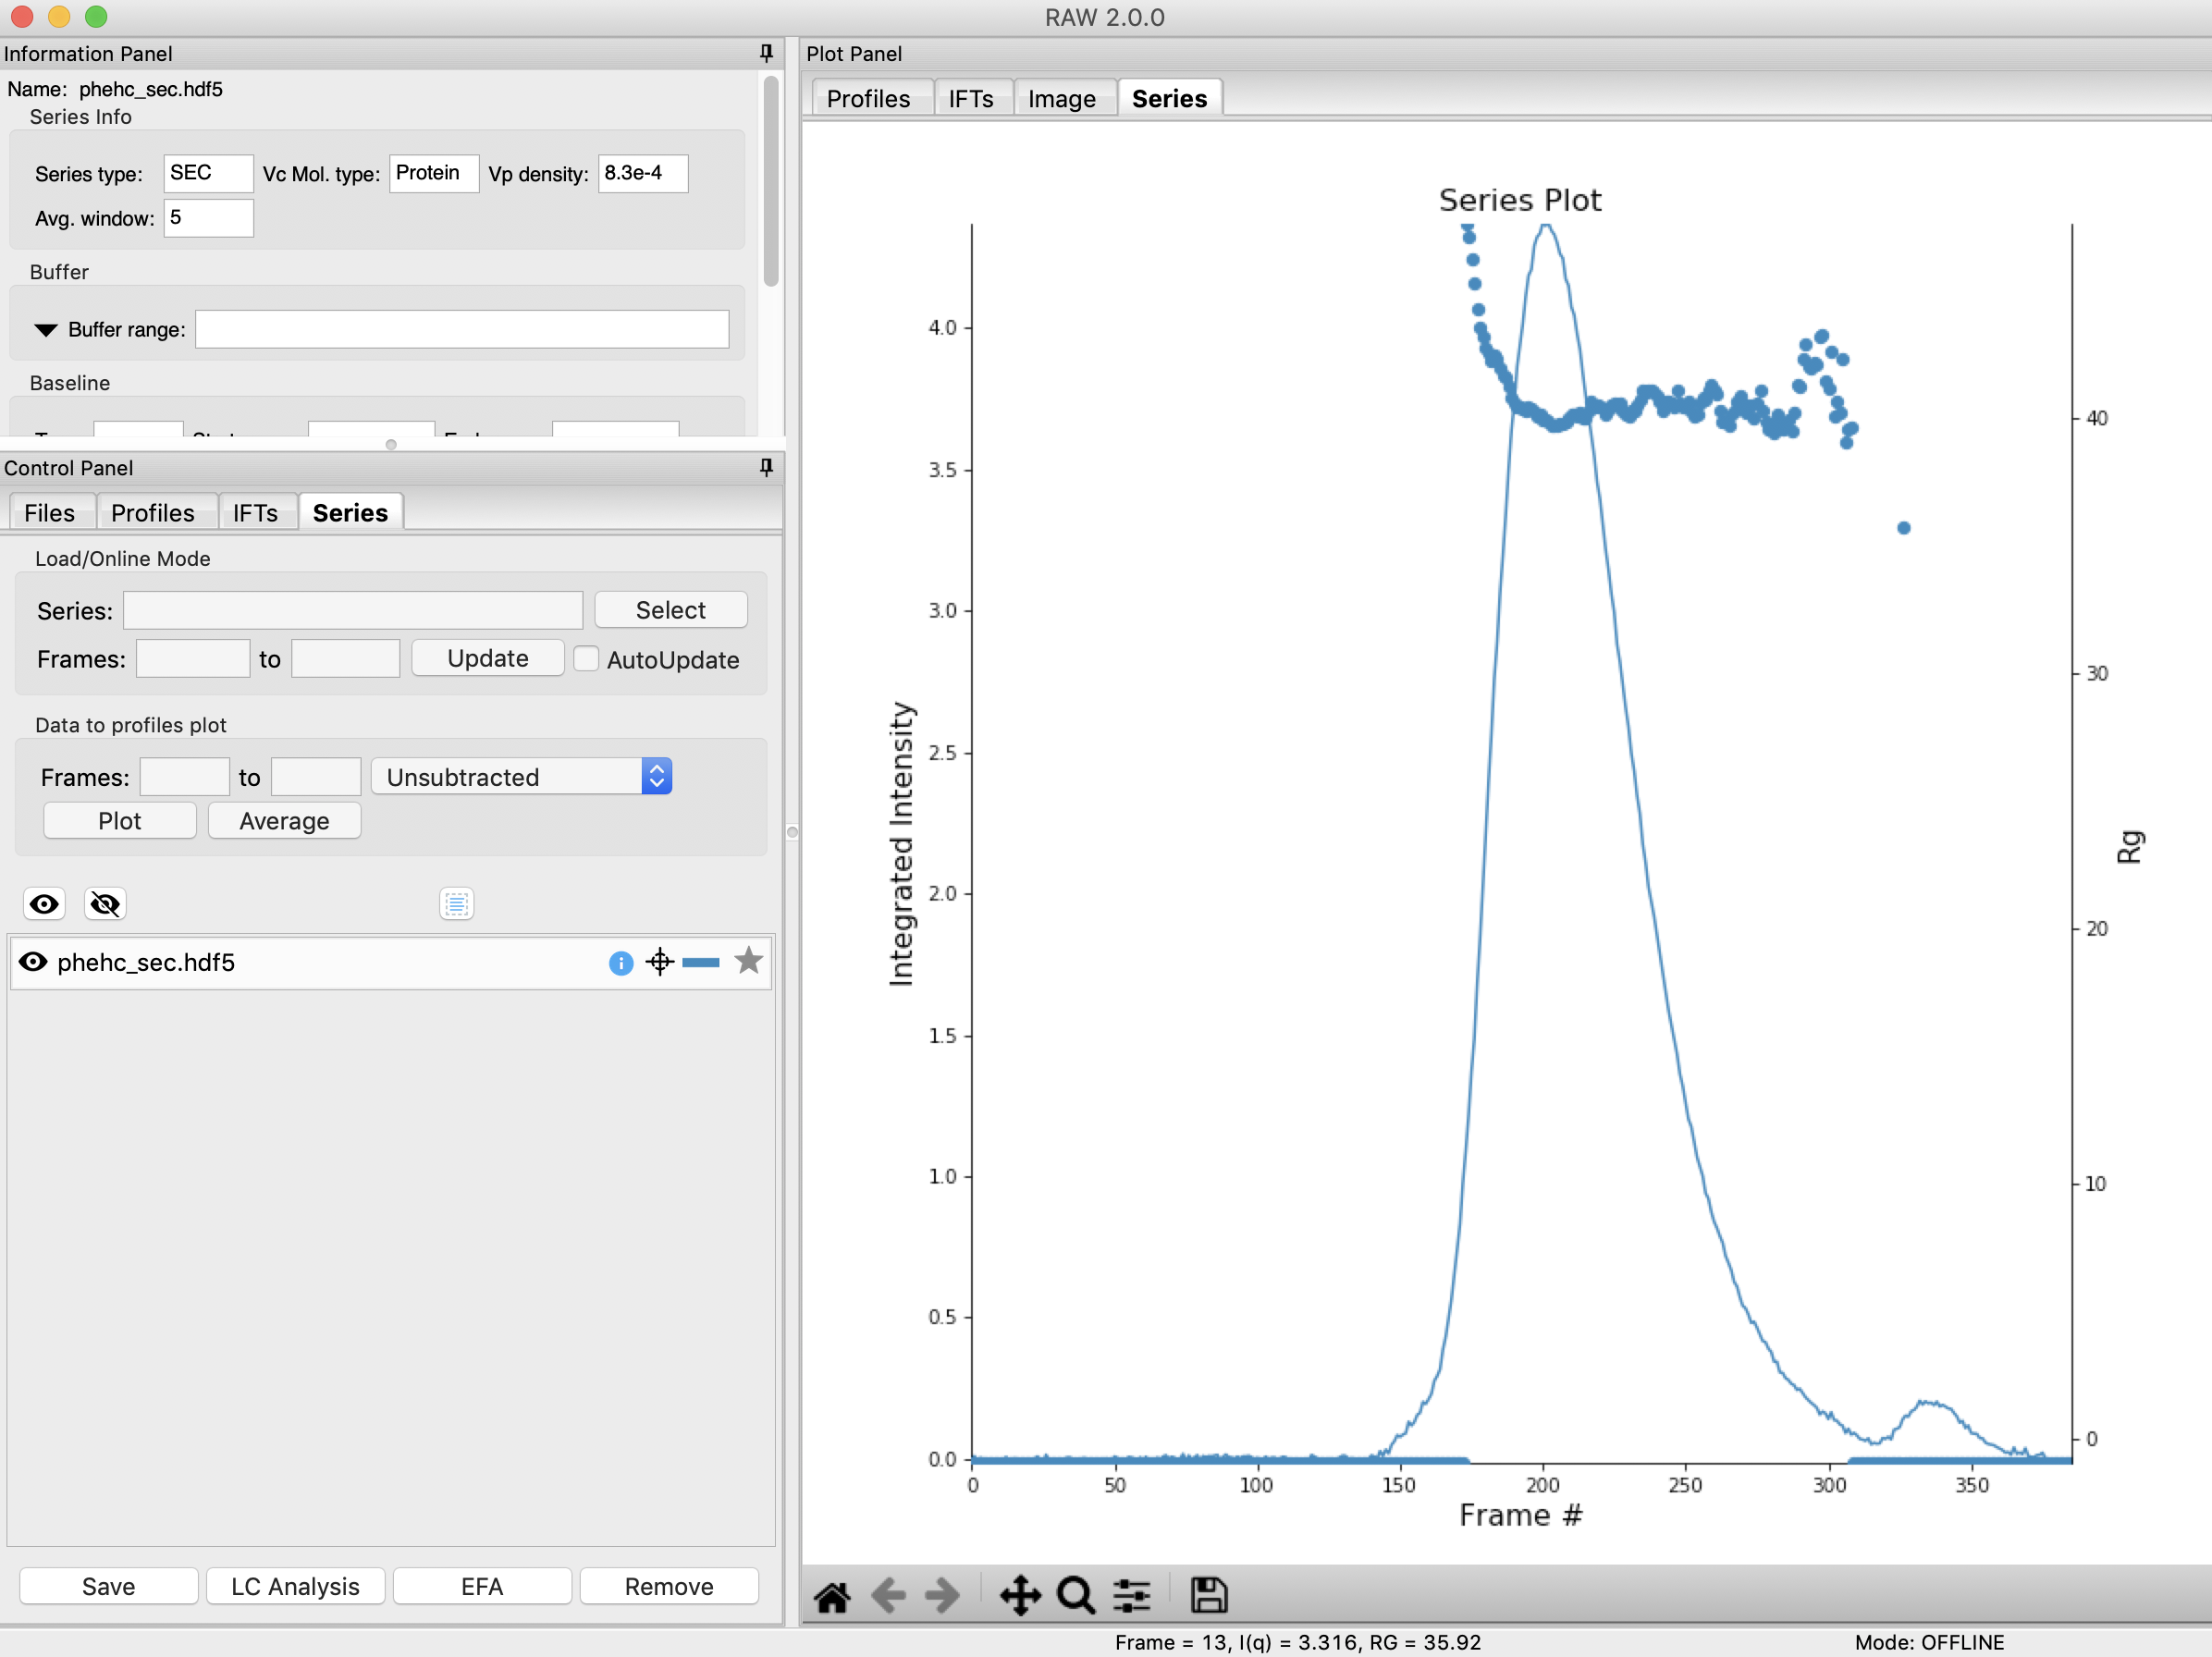 RAW 2.0.0
Information Panel
Name: phehc_sec.hdf5
Series Info
Series type: SEC Vc Mol. type: Protein Vp density: 8.3e-4
Avg. window: 5
Buffer
Buffer range:
Baseline
Control Panel
Files Profiles IFTs Series
Load/Online Mode
Series: Select
Frames: to Update AutoUpdate
Data to profiles plot
Frames: to Unsubtracted
Plot Average
phehc_sec.hdf5
Save LC Analysis EFA Remove
Plot Panel
Profiles IFTs Image Series
Series Plot
Integrated Intensity
4.0
3.5
3.0
2.5
2.0
1.5
1.0
0.5
0.0
0 50 100 150 200 250 300 350
Frame #
40
30
20
10
0
Rg
Frame = 13, I(q) = 3.316, RG = 35.92
Mode: OFFLINE